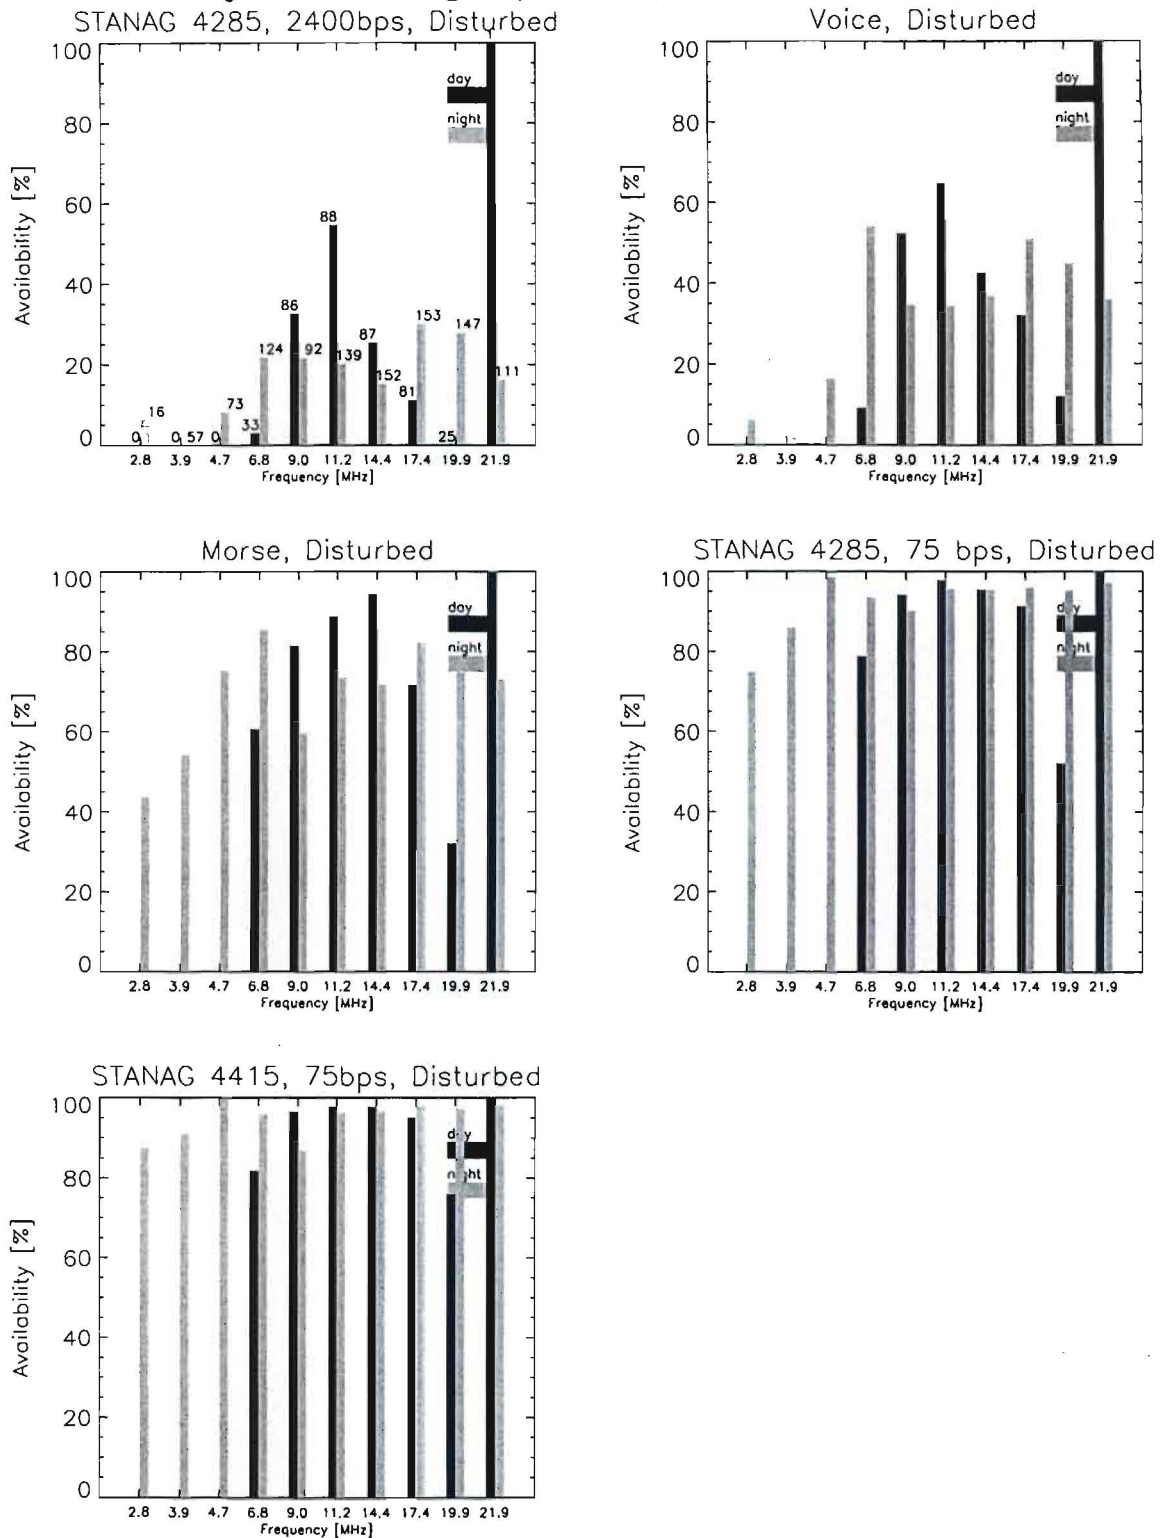 STANAG 4285, 2400bps, Disturbed
100
80
60
40
20
0
Availability [%]
day
night
0
16
0
57
0
73
33
124
86
92
88
139
87
152
81
153
25
147
111
2.8 3.9 4.7 6.8 9.0 11.2 14.4 17.4 19.9 21.9
Frequency [MHz]
Voice, Disturbed
100
80
60
40
20
0
Availability [%]
day
night
2.8 3.9 4.7 6.8 9.0 11.2 14.4 17.4 19.9 21.9
Frequency [MHz]
Morse, Disturbed
100
80
60
40
20
0
Availability [%]
day
night
2.8 3.9 4.7 6.8 9.0 11.2 14.4 17.4 19.9 21.9
Frequency [MHz]
STANAG 4285, 75 bps, Disturbed
100
80
60
40
20
0
Availability [%]
day
night
2.8 3.9 4.7 6.8 9.0 11.2 14.4 17.4 19.9 21.9
Frequency [MHz]
STANAG 4415, 75bps, Disturbed
100
80
60
40
20
0
Availability [%]
day
night
2.8 3.9 4.7 6.8 9.0 11.2 14.4 17.4 19.9 21.9
Frequency [MHz]